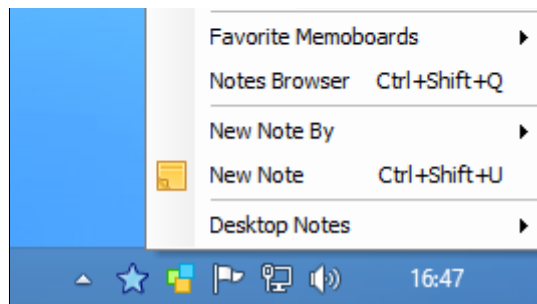 Favorite Memoboards
Notes Browser Ctrl+Shift+Q
New Note By
New Note Ctrl+Shift+U
Desktop Notes
16:47